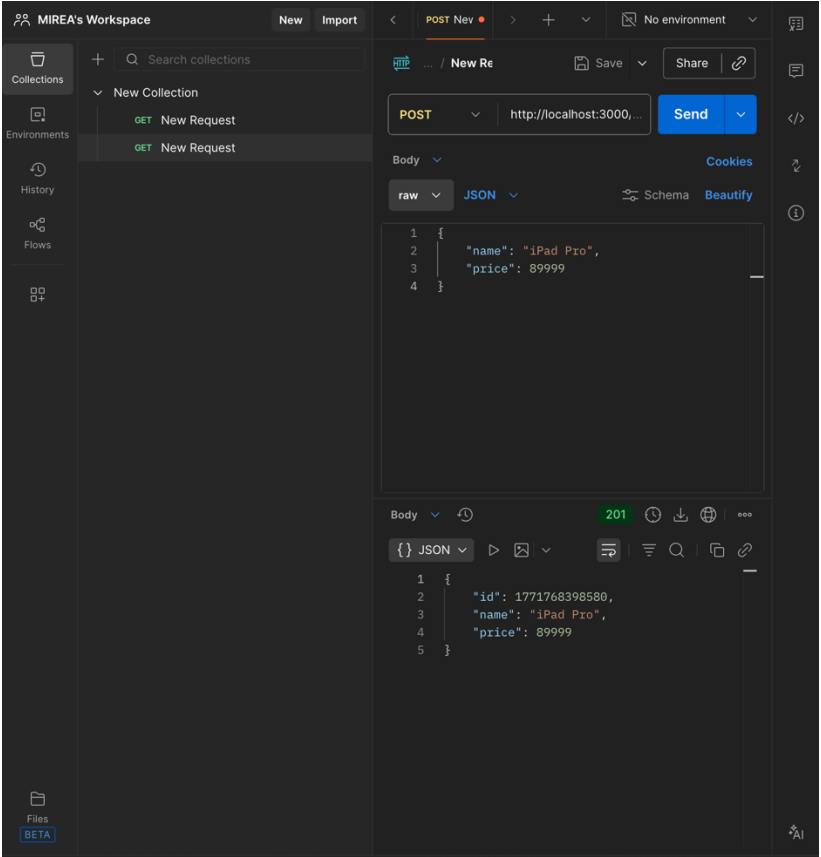 MIREA's Workspace
New
Import
POST Nev
No environment
Collections
Search collections
... / New Re
Save
Share
New Collection
GET New Request
GET New Request
Environments
History
Flows
POST
http://localhost:3000/...
Send
Body
Cookies
raw
JSON
Schema
Beautify
1 {
2 "name": "iPad Pro",
3 "price": 89999
4 }
Body
201
{} JSON
1 {
2 "id": 1771768398580,
3 "name": "iPad Pro",
4 "price": 89999
5 }
Files
BETA
AI